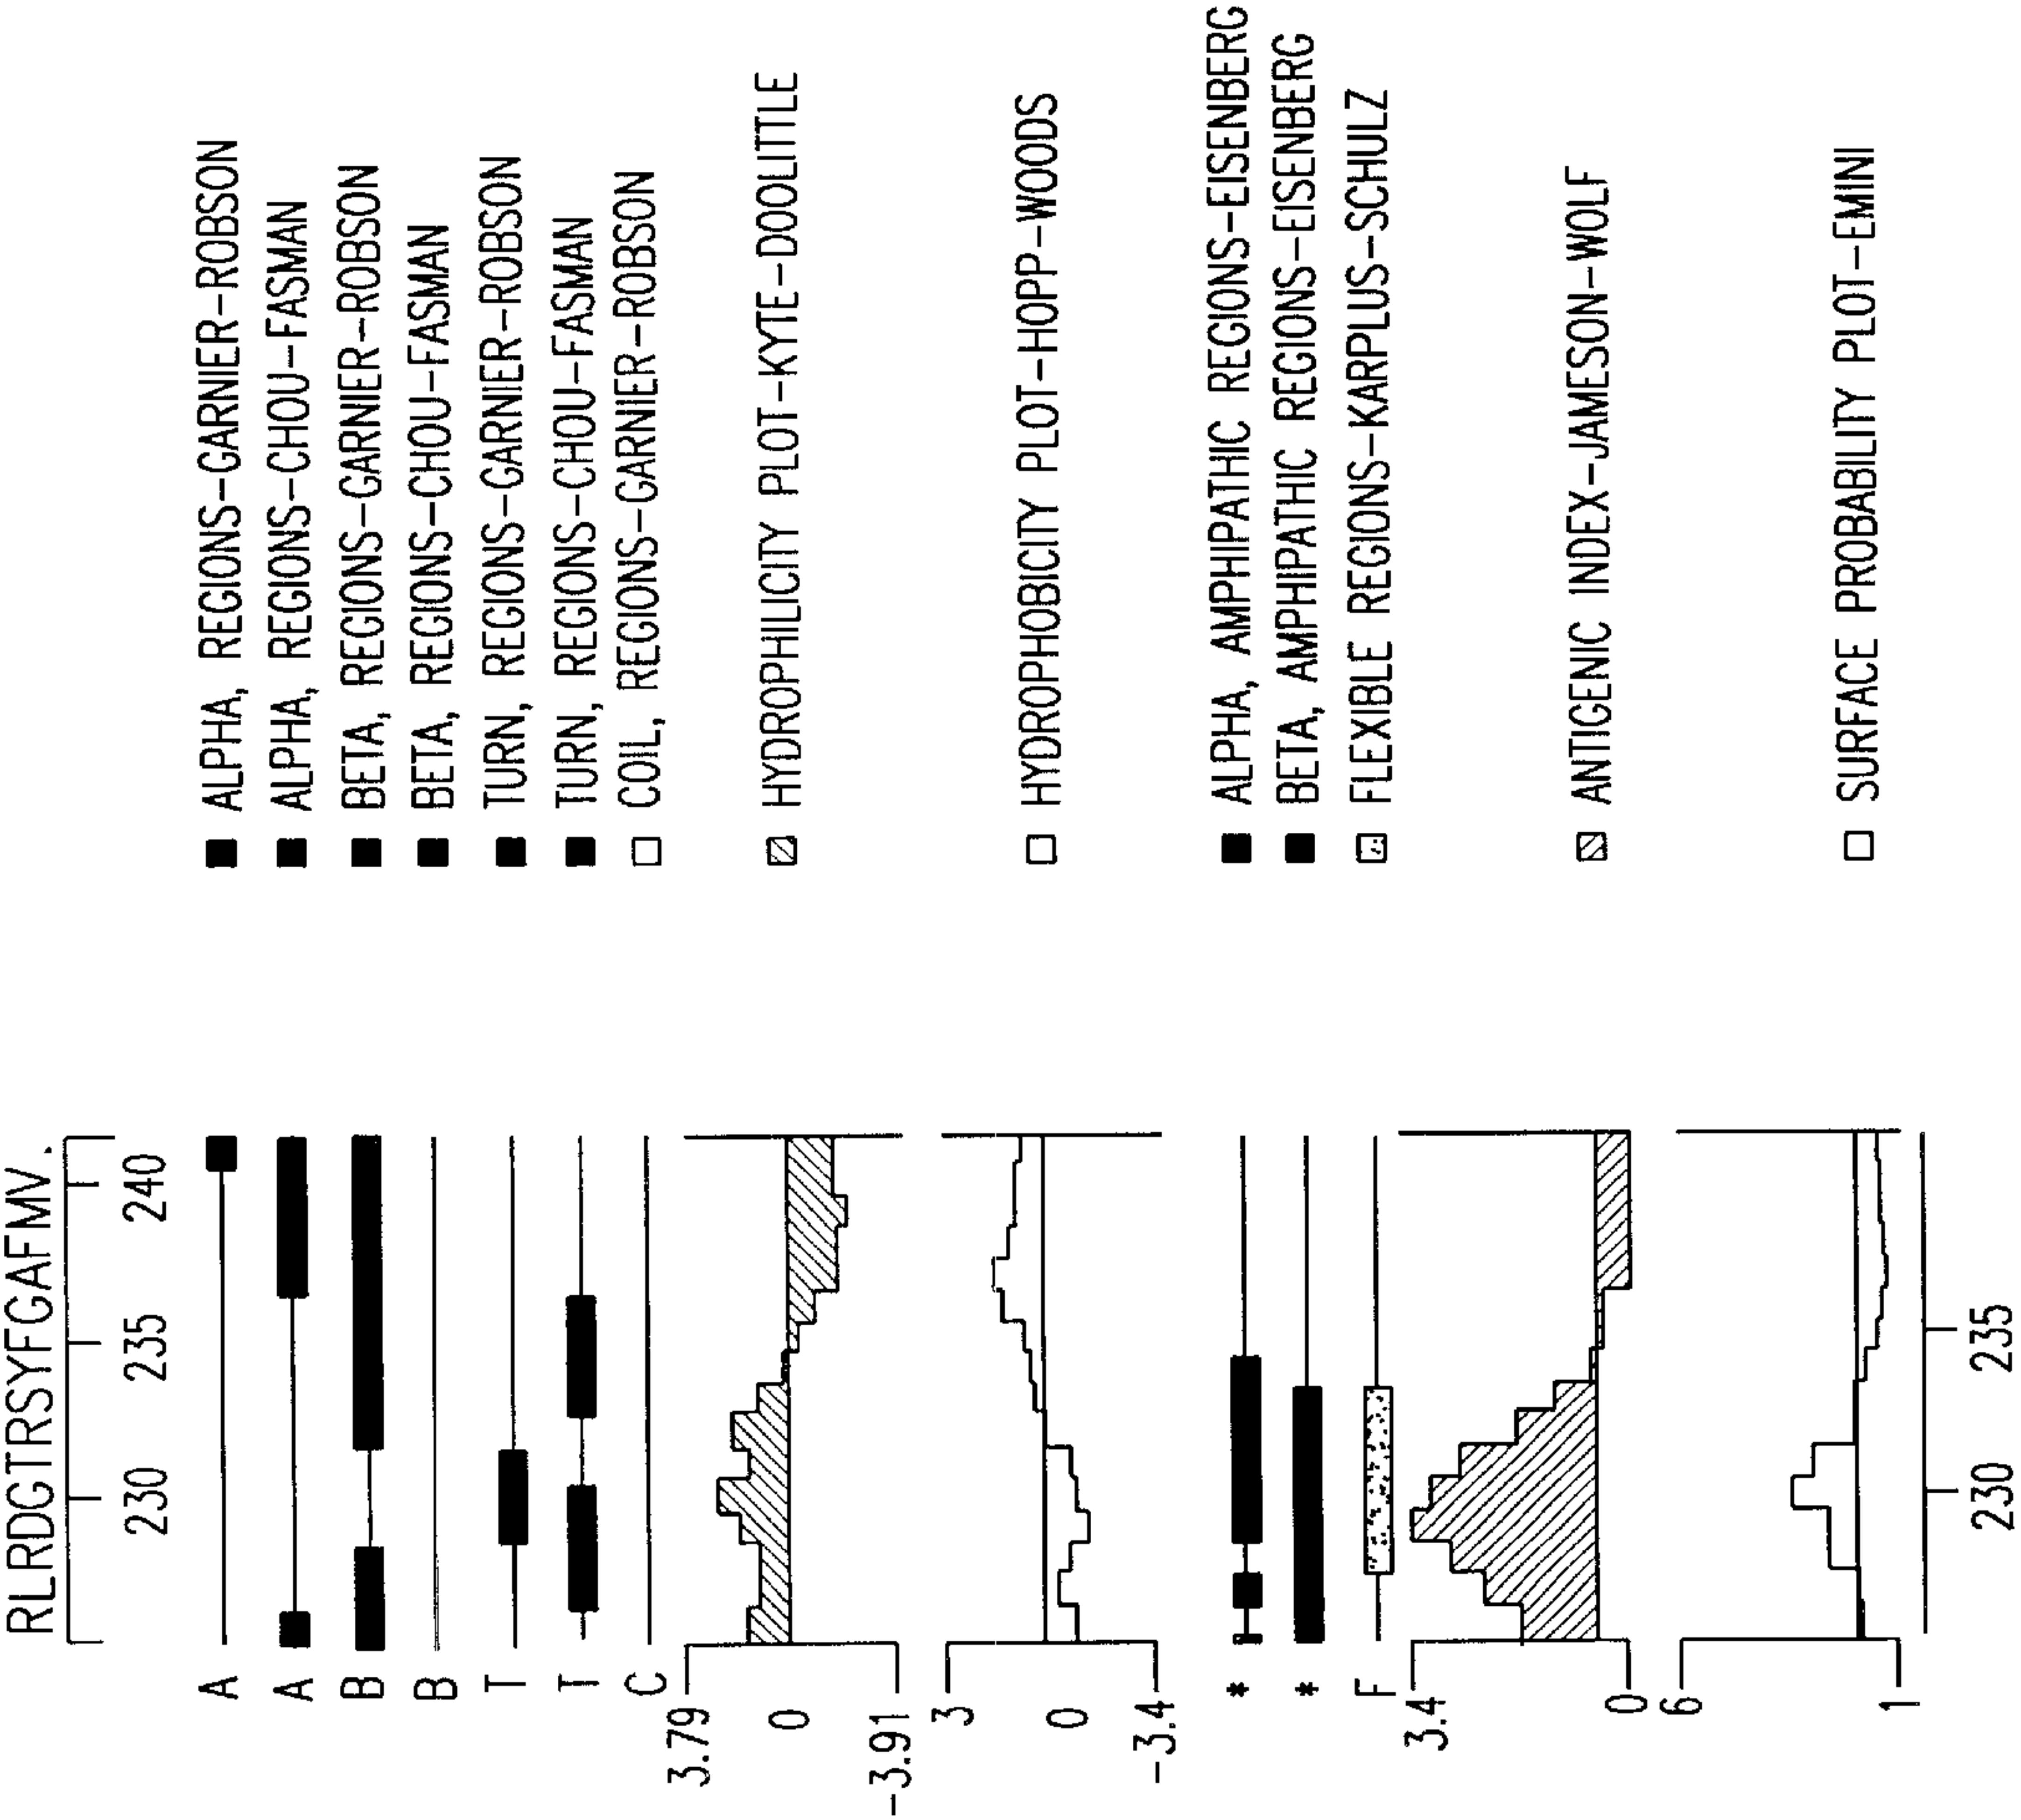 RLRDGTRSYFGAFMV.
230 235 240
A ALPHA, REGIONS-GARNIER-ROBSON
A ALPHA, REGIONS-CHOU-FASMAN
B BETA, REGIONS-GARNIER-ROBSON
B BETA, REGIONS-CHOU-FASMAN
T TURN, REGIONS-GARNIER-ROBSON
T TURN, REGIONS-CHOU-FASMAN
C COIL, REGIONS-GARNIER-ROBSON
3.79
HYDROPHILICITY PLOT-KYTE-DOOLITTLE
0
-3.91
3
HYDROPHOBICITY PLOT-HOPP-WOODS
0
-3.4
* ALPHA, AMPHIPATHIC REGIONS-EISENBERG
* BETA, AMPHIPATHIC REGIONS-EISENBERG
F FLEXIBLE REGIONS-KARPLUS-SCHULZ
3.4
ANTIGENIC INDEX-JAMESON-WOLF
0
6
SURFACE PROBABILITY PLOT-EMINI
1
230 235